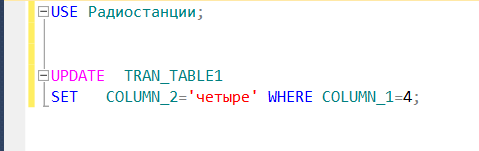 USE Радиостанции;
UPDATE  TRAN_TABLE1
SET   COLUMN_2='четыре' WHERE COLUMN_1=4;